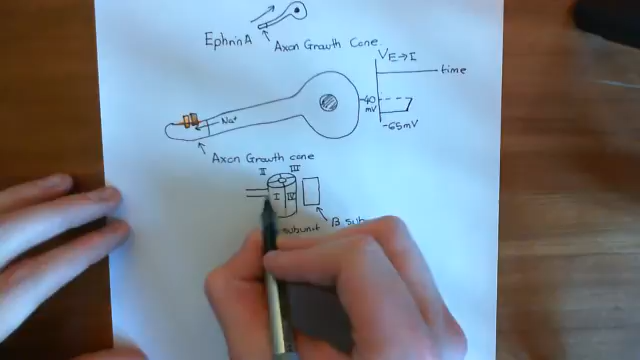 EphrinA
Axon Growth Cone.
V E→I
time
-40
mV
-65mV
Na⁺
Axon Growth cone
II III
I IV
subunit
β sub